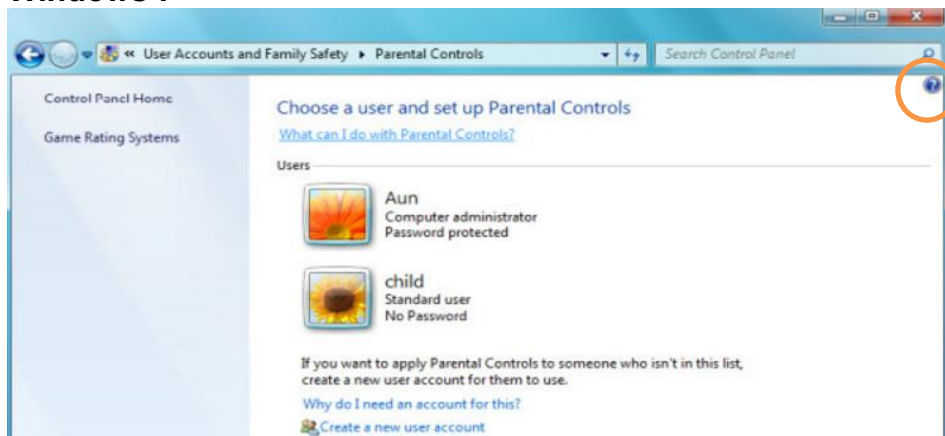 « User Accounts and Family Safety ▸ Parental Controls
Search Control Panel
Control Panel Home
Game Rating Systems
Choose a user and set up Parental Controls
What can I do with Parental Controls?
Users
Aun
Computer administrator
Password protected
child
Standard user
No Password
If you want to apply Parental Controls to someone who isn't in this list,
create a new user account for them to use.
Why do I need an account for this?
Create a new user account